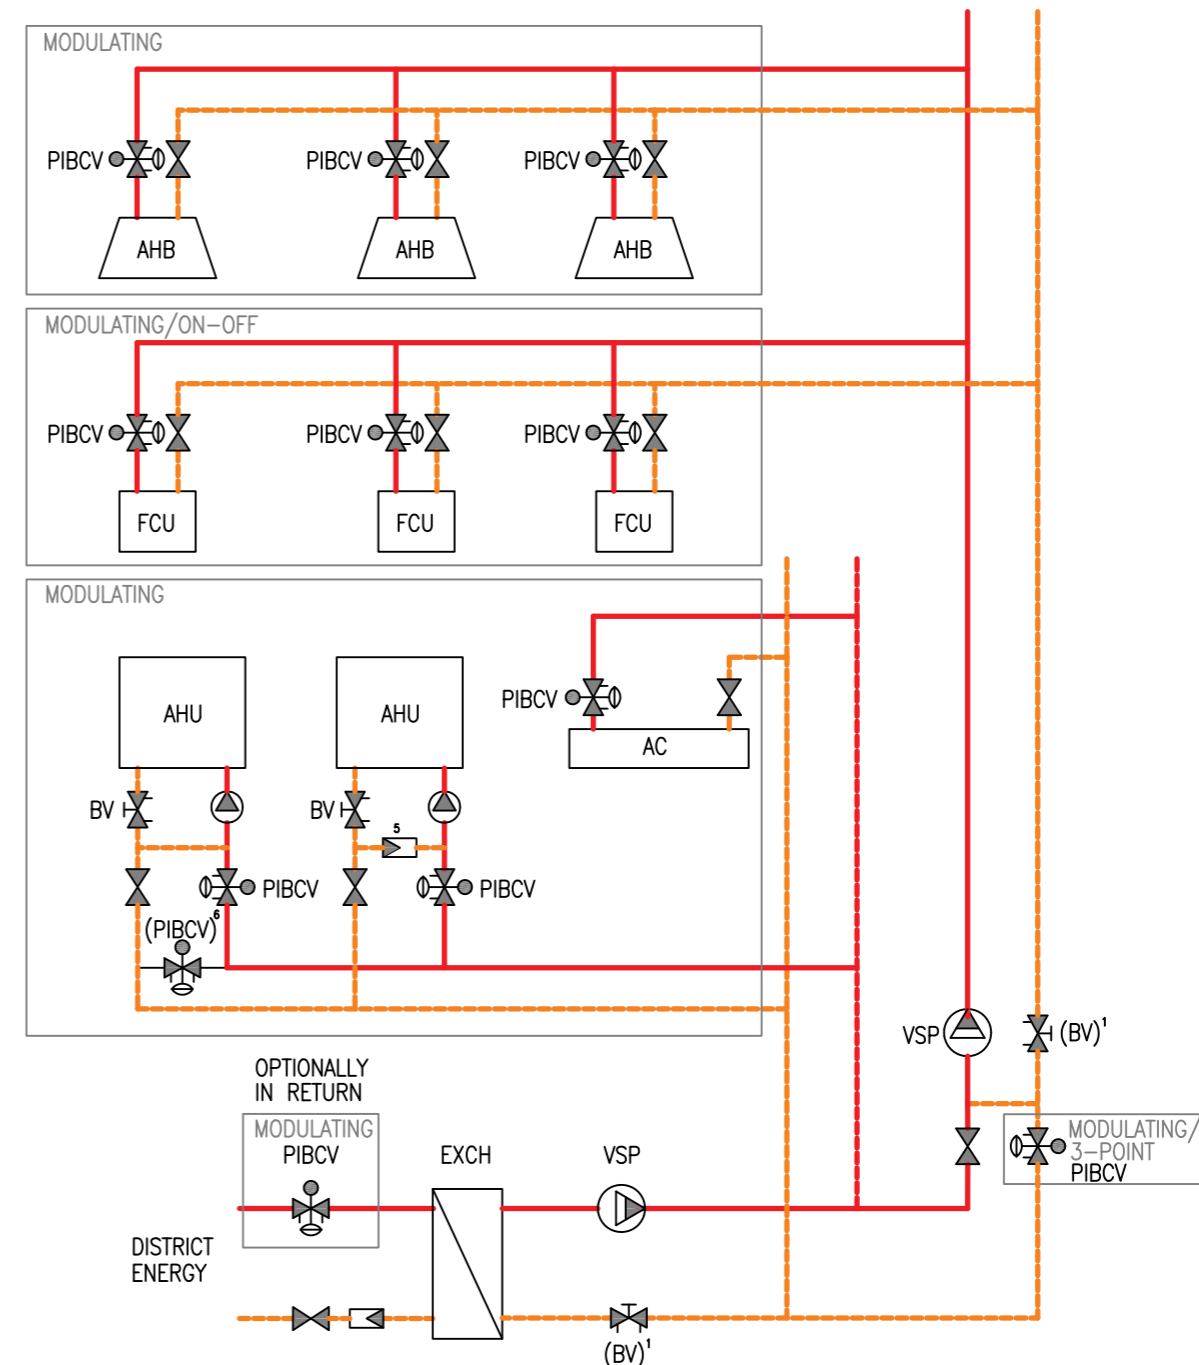 MODULATING
PIBCV
PIBCV
PIBCV
AHB
AHB
AHB
MODULATING/ON-OFF
PIBCV
PIBCV
PIBCV
FCU
FCU
FCU
MODULATING
AHU
AHU
PIBCV
AC
BV
BV
5
PIBCV
PIBCV
(PIBCV)⁶
VSP
(BV)¹
OPTIONALLY
IN RETURN
MODULATING
PIBCV
EXCH
VSP
MODULATING/
3-POINT
PIBCV
DISTRICT
ENERGY
(BV)¹